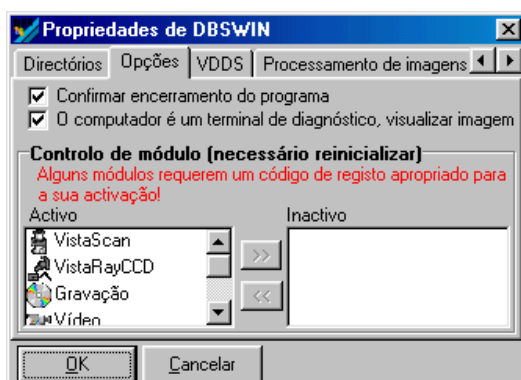 Propriedades de DBSWIN
Directórios Opções VDDS Processamento de imagens
Confirmar encerramento do programa
O computador é um terminal de diagnóstico, visualizar imagem
Controlo de módulo (necessário reinicializar)
Alguns módulos requerem um código de registo apropriado para
a sua activação!
Activo Inactivo
VistaScan
VistaRayCCD
>>
Gravação
<<
Vídeo
OK Cancelar